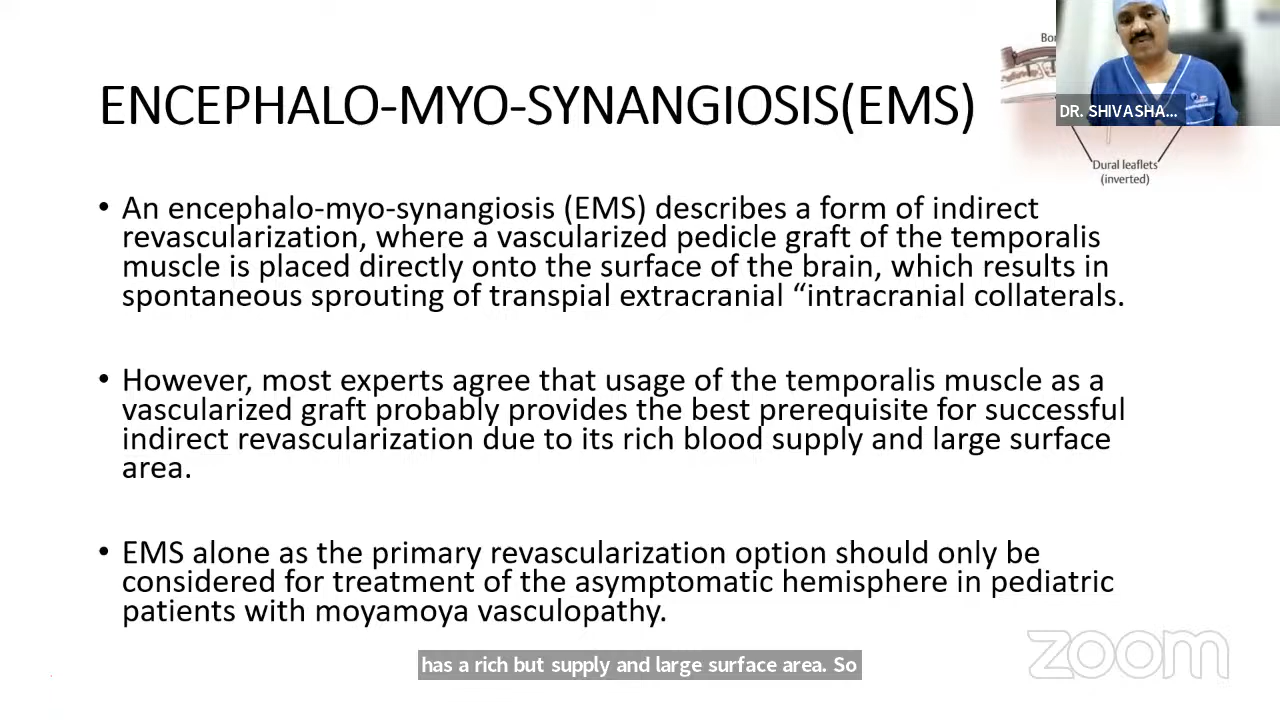 ENCEPHALO-MYO-SYNANGIOSIS(EMS)
DR. SHIVASHA...
Dural leaflets
(inverted)
• An encephalo-myo-synangiosis (EMS) describes a form of indirect
revascularization, where a vascularized pedicle graft of the temporalis
muscle is placed directly onto the surface of the brain, which results in
spontaneous sprouting of transpial extracranial “intracranial collaterals.
• However, most experts agree that usage of the temporalis muscle as a
vascularized graft probably provides the best prerequisite for successful
indirect revascularization due to its rich blood supply and large surface
area.
• EMS alone as the primary revascularization option should only be
considered for treatment of the asymptomatic hemisphere in pediatric
patients with moyamoya vasculopathy.
has a rich but supply and large surface area. So
zoom